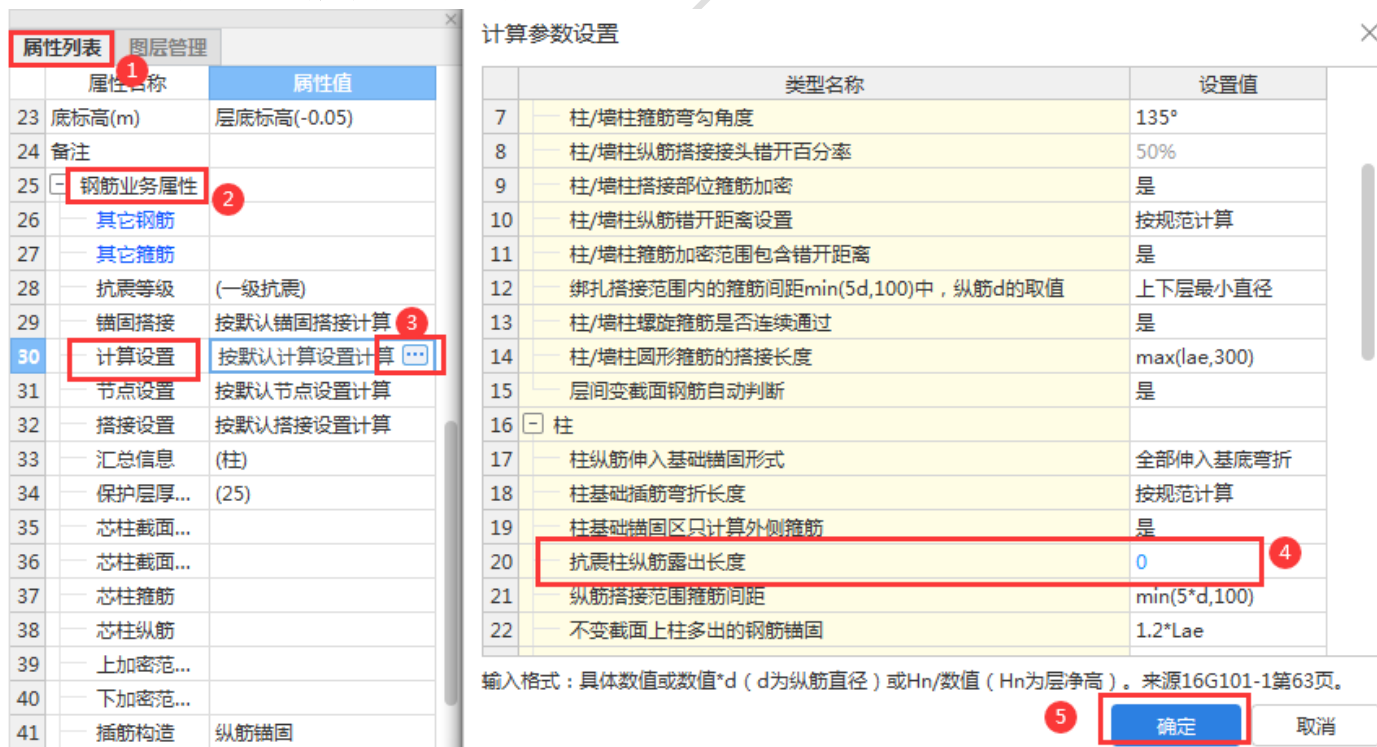 属性列表 图层管理
1
属性名称 属性值
23 底标高(m) 层底标高(-0.05)
24 备注
25 钢筋业务属性
2
26 其它钢筋
27 其它箍筋
28 抗震等级 (一级抗震)
29 锚固搭接 按默认锚固搭接计算
3
30 计算设置 按默认计算设置计算 ...
31 节点设置 按默认节点设置计算
32 搭接设置 按默认搭接设置计算
33 汇总信息 (柱)
34 保护层厚... (25)
35 芯柱截面...
36 芯柱截面...
37 芯柱箍筋
38 芯柱纵筋
39 上加密范...
40 下加密范...
41 插筋构造 纵筋锚固
计算参数设置
类型名称 设置值
7 柱/墙柱箍筋弯勾角度 135°
8 柱/墙柱纵筋搭接接头错开百分率 50%
9 柱/墙柱搭接部位箍筋加密 是
10 柱/墙柱纵筋错开距离设置 按规范计算
11 柱/墙柱箍筋加密范围包含错开距离 是
12 绑扎搭接范围内的箍筋间距min(5d,100)中，纵筋d的取值 上下层最小直径
13 柱/墙柱螺旋箍筋是否连续通过 是
14 柱/墙柱圆形箍筋的搭接长度 max(lae,300)
15 层间变截面钢筋自动判断 是
16 柱
17 柱纵筋伸入基础锚固形式 全部伸入基底弯折
18 柱基础插筋弯折长度 按规范计算
19 柱基础锚固区只计算外侧箍筋 是
20 抗震柱纵筋露出长度 0
4
21 纵筋搭接范围箍筋间距 min(5*d,100)
22 不变截面上柱多出的钢筋锚固 1.2*Lae
输入格式：具体数值或数值*d（d为纵筋直径）或Hn/数值（Hn为层净高）。来源16G101-1第63页。
5
确定 取消